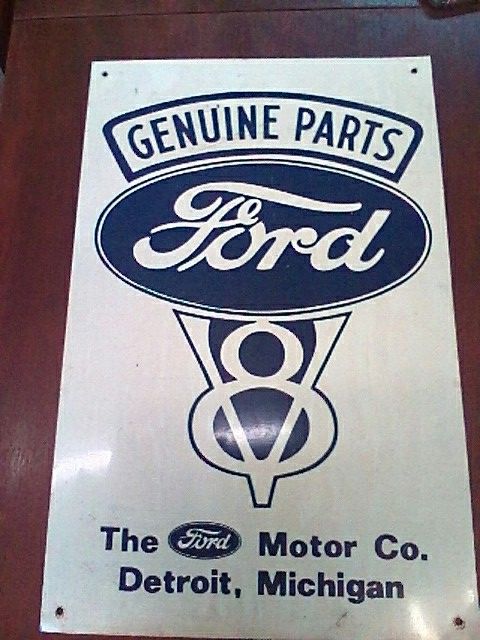 GENUINE PARTS
Ford
V8
The Ford Motor Co.
Detroit, Michigan